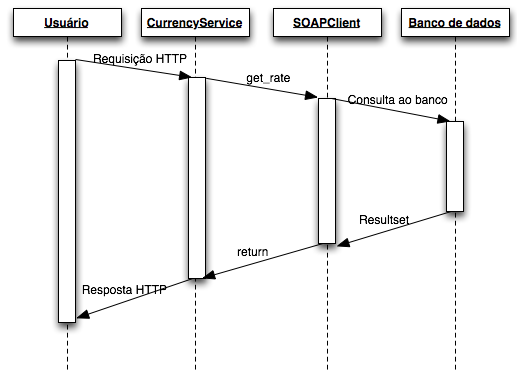 Usuário
CurrencyService
SOAPClient
Banco de dados
Requisição HTTP
get_rate
Consulta ao banco
Resultset
return
Resposta HTTP